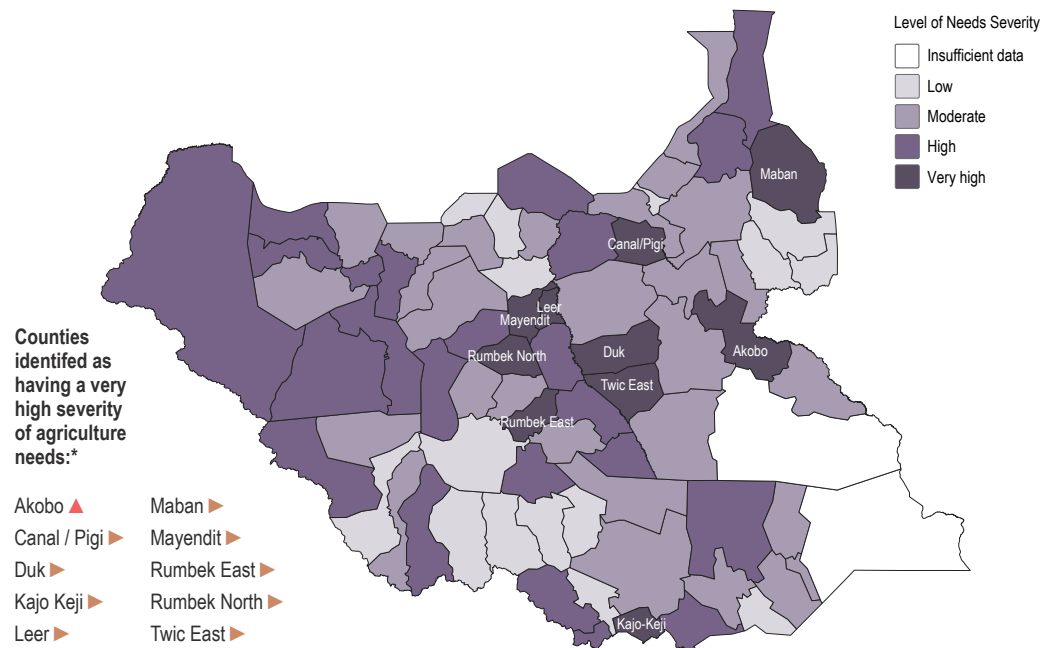 Level of Needs Severity
Insufficient data
Low
Moderate
High
Very high
Maban
Canal/Pigi
Leer
Mayendit
Rumbek North
Duk
Akobo
Twic East
Rumbek East
Kajo-Keji
Counties
identifed as
having a very
high severity
of agriculture
needs:*
Akobo ▲
Canal / Pigi ►
Duk ►
Kajo Keji ►
Leer ►
Maban ►
Mayendit ►
Rumbek East ►
Rumbek North ►
Twic East ►